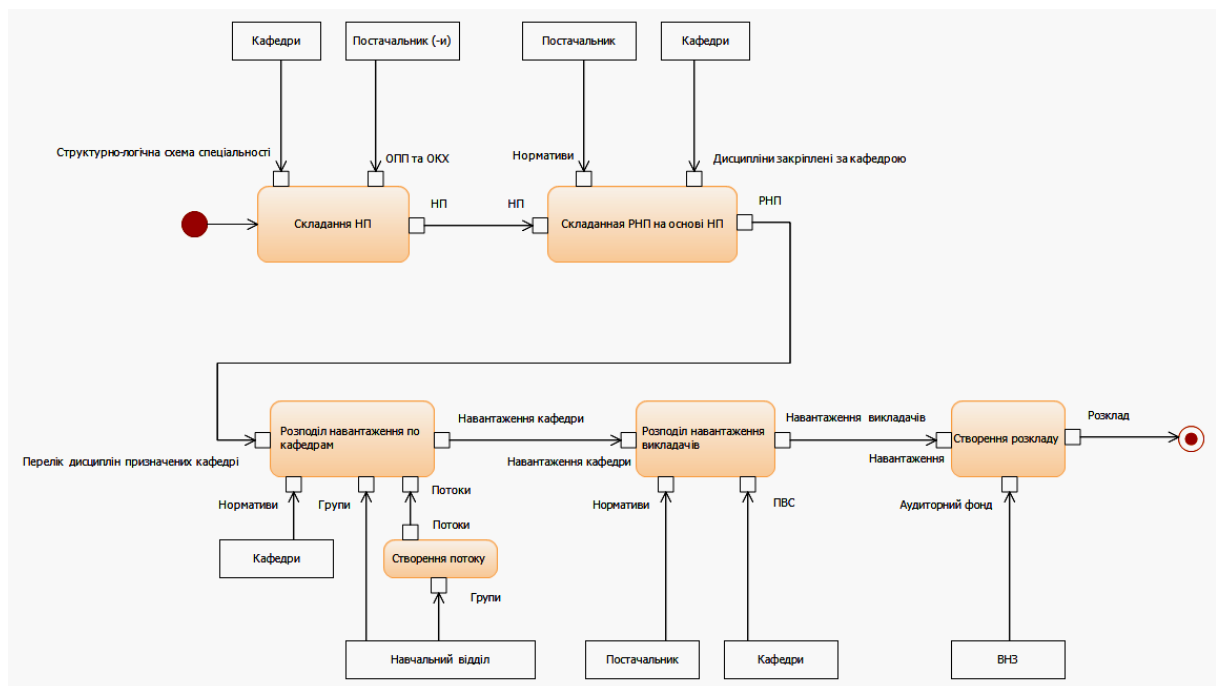 Кафедри
Постачальник (-и)
Постачальник
Кафедри
Структурно-логічна схема спеціальності
ОПП та ОКХ
Нормативи
Дисципліни закріплені за кафедрою
Складання НП
НП
НП
Складанная РНП на основі НП
РНП
Розподіл навантаження по
кафедрам
Навантаження кафедри
Розподіл навантаження
викладачів
Навантаження викладачів
Створення розкладу
Розклад
Перелік дисциплін призначених кафедрі
Навантаження кафедри
Навантаження
Нормативи
Групи
Потоки
Нормативи
ПВС
Аудиторний фонд
Потоки
Кафедри
Створення потоку
Групи
Навчальний відділ
Постачальник
Кафедри
ВНЗ